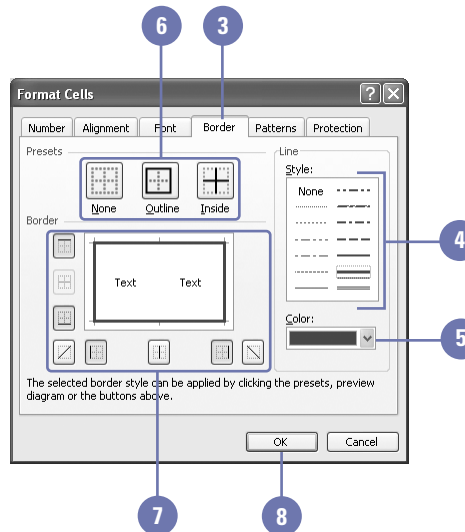 6 3
Format Cells
Number Alignment Font Border Patterns Protection
Presets
None Outline Inside
Border
Text Text
Line
Style:
None
4
Color:
5
The selected border style can be applied by clicking the presets, preview
diagram or the buttons above.
OK Cancel
7 8